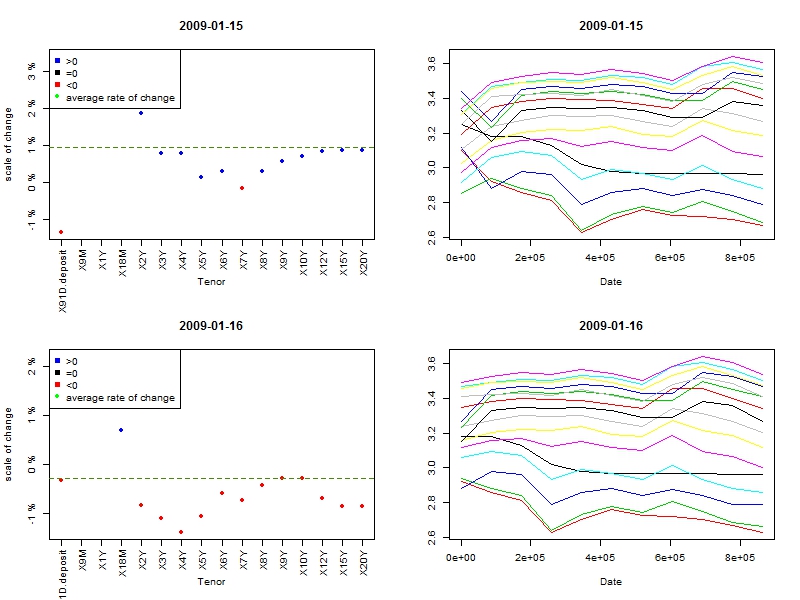 2009-01-15
scale of change
3 %
2 %
1 %
0 %
-1 %
>0
=0
<0
average rate of change
X91D.deposit
X9M
X1Y
X18M
X2Y
X3Y
X4Y
X5Y
X6Y
X7Y
X8Y
X9Y
X10Y
X12Y
X15Y
X20Y
Tenor
2009-01-15
3.6
3.4
3.2
3.0
2.8
2.6
0e+00
2e+05
4e+05
6e+05
8e+05
Date
2009-01-16
scale of change
2 %
1 %
0 %
-1 %
>0
=0
<0
average rate of change
1D.deposit
X9M
X1Y
X18M
X2Y
X3Y
X4Y
X5Y
X6Y
X7Y
X8Y
X9Y
X10Y
X12Y
X15Y
X20Y
Tenor
2009-01-16
3.6
3.4
3.2
3.0
2.8
2.6
0e+00
2e+05
4e+05
6e+05
8e+05
Date